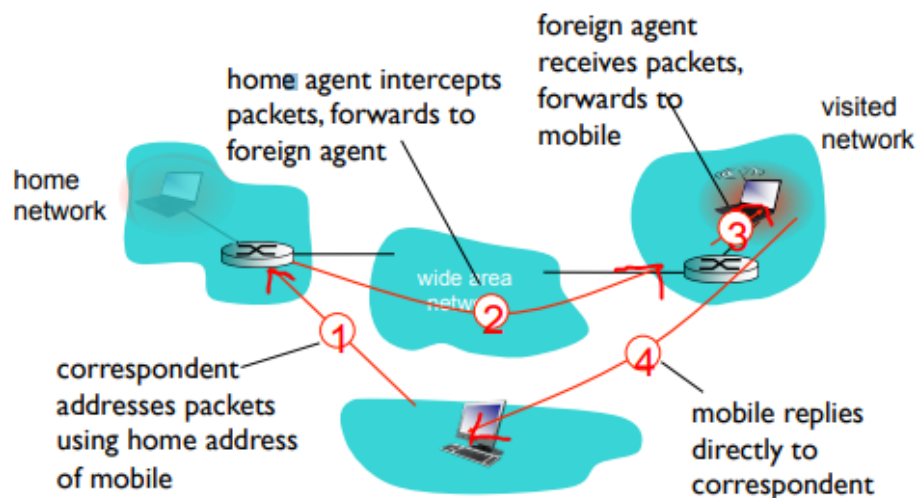 foreign agent
receives packets,
forwards to
mobile
home agent intercepts
packets, forwards to
foreign agent
visited
network
home
network
3
wide area
network
2
1
4
correspondent
addresses packets
using home address
of mobile
mobile replies
directly to
correspondent